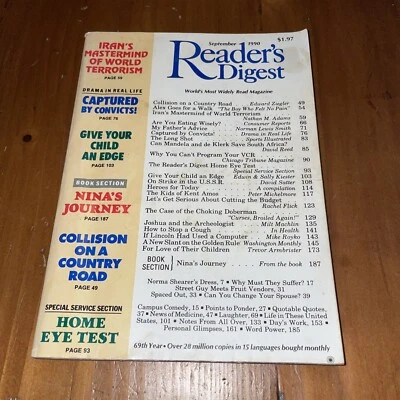 IRAN'S
MASTERMIND
OF WORLD
TERRORISM
PAGE 59
DRAMA IN REAL LIFE
CAPTURED
BY CONVICTS!
PAGE 76
GIVE YOUR
CHILD
AN EDGE
PAGE 103
BOOK SECTION
NINA'S
JOURNEY
PAGE 187
COLLISION
ON A
COUNTRY
ROAD
PAGE 49
SPECIAL SERVICE SECTION
HOME
EYE TEST
PAGE 93
September 1990
$1.97
Reader's
Digest
World's Most Widely Read Magazine
Collision on a Country Road Edward Ziegler 49
Alex Goes for a Walk "The Boy Who Felt No Pain" 54
Iran's Mastermind of World Terrorism
Nathan M. Adams 59
Are You Eating Wisely? Consumer Reports 66
My Father's Advice Norman Lewis Smith 71
Captured by Convicts! Drama in Real Life 76
The Long Shot Sports Illustrated 83
Can Mandela and de Klerk Save South Africa?
David Reed 85
Why You Can't Program Your VCR
Chicago Tribune Magazine 90
The Reader's Digest Home Eye Test
Special Service Section 93
Give Your Child an Edge Edwin & Sally Kiester 103
On Strike in the U.S.S.R. David Satter 108
Heroes for Today A compilation 114
The Kids of Kent Amos Peter Michelmore 117
Let's Get Serious About Cutting the Budget
Rachel Flick 123
The Case of the Choking Doberman
"Curses, Broiled Again!" 129
Joshua and the Archeologist Milt Machlin 135
How to Stop a Cough In Health 141
If Lincoln Had Used a Computer Mike Royko 143
A New Slant on the Golden Rule Washington Monthly 145
For Love of Their Children Trevor Armbrister 173
BOOK
SECTION
Nina's Journey From the book 187
Norma Shearer's Dress, 7 • Why Must They Suffer? 17
Street Guy Meets Fruit Vendors, 31
Spaced Out, 33 • Can You Change Your Spouse? 39
Campus Comedy, 15 • Points to Ponder, 27 • Quotable Quotes,
37 • News of Medicine, 47 • Laughter, 69 • Life in These United
States, 101 • Notes From All Over, 133 • Day's Work, 153 •
Personal Glimpses, 161 • Word Power, 185
69th Year • Over 28 million copies in 15 languages bought monthly